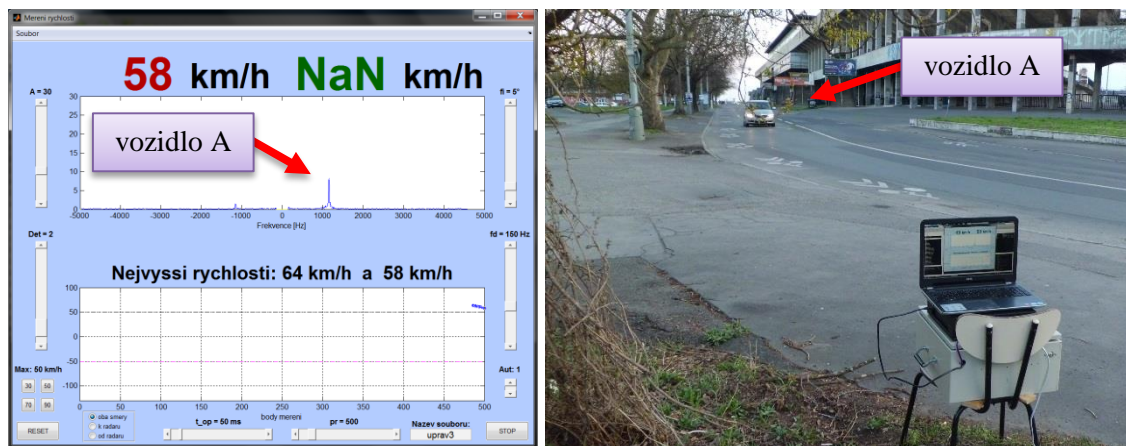 Mereni rychlosti
Soubor
58 km/h NaN km/h
A = 30
fi = 5°
30
25
20
15
10
5
0
vozidlo A
-5000 -4000 -3000 -2000 -1000 0 1000 2000 3000 4000 5000
Frekvence [Hz]
Det = 2
fd = 150 Hz
Nejvyssi rychlosti: 64 km/h a 58 km/h
100
50
0
-50
-100
0 50 100 150 200 250 300 350 400 450 500
body mereni
Max: 50 km/h
30 50
70 90
Aut: 1
oba smery
k radaru
od radaru
t_op = 50 ms
pr = 500
Nazev souboru:
uprav3
RESET
STOP
vozidlo A